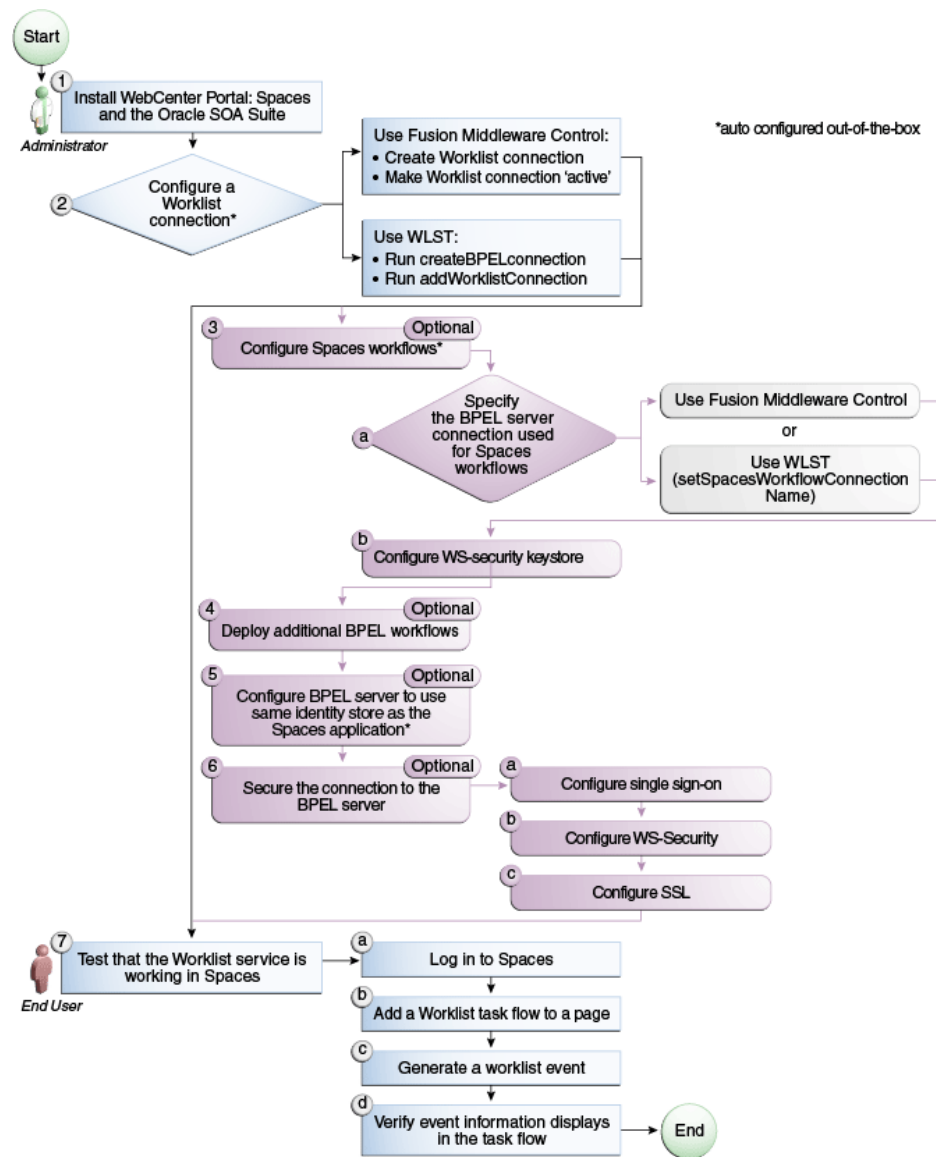 Start
1
Install WebCenter Portal: Spaces
and the Oracle SOA Suite
Administrator
*auto configured out-of-the-box
Use Fusion Middleware Control:
• Create Worklist connection
• Make Worklist connection ‘active’
2
Configure a
Worklist
connection*
Use WLST:
• Run createBPELconnection
• Run addWorklistConnection
3
Optional
Configure Spaces workflows*
a
Specify
the BPEL server
connection used
for Spaces
workflows
Use Fusion Middleware Control
or
Use WLST
(setSpacesWorkflowConnection
Name)
b
Configure WS-security keystore
4
Optional
Deploy additional BPEL workflows
5
Optional
Configure BPEL server to use
same identity store as the
Spaces application*
6
Optional
Secure the connection to the
BPEL server
a
Configure single sign-on
b
Configure WS-Security
c
Configure SSL
7
Test that the Worklist service is
working in Spaces
End User
a
Log in to Spaces
b
Add a Worklist task flow to a page
c
Generate a worklist event
d
Verify event information displays
in the task flow
End